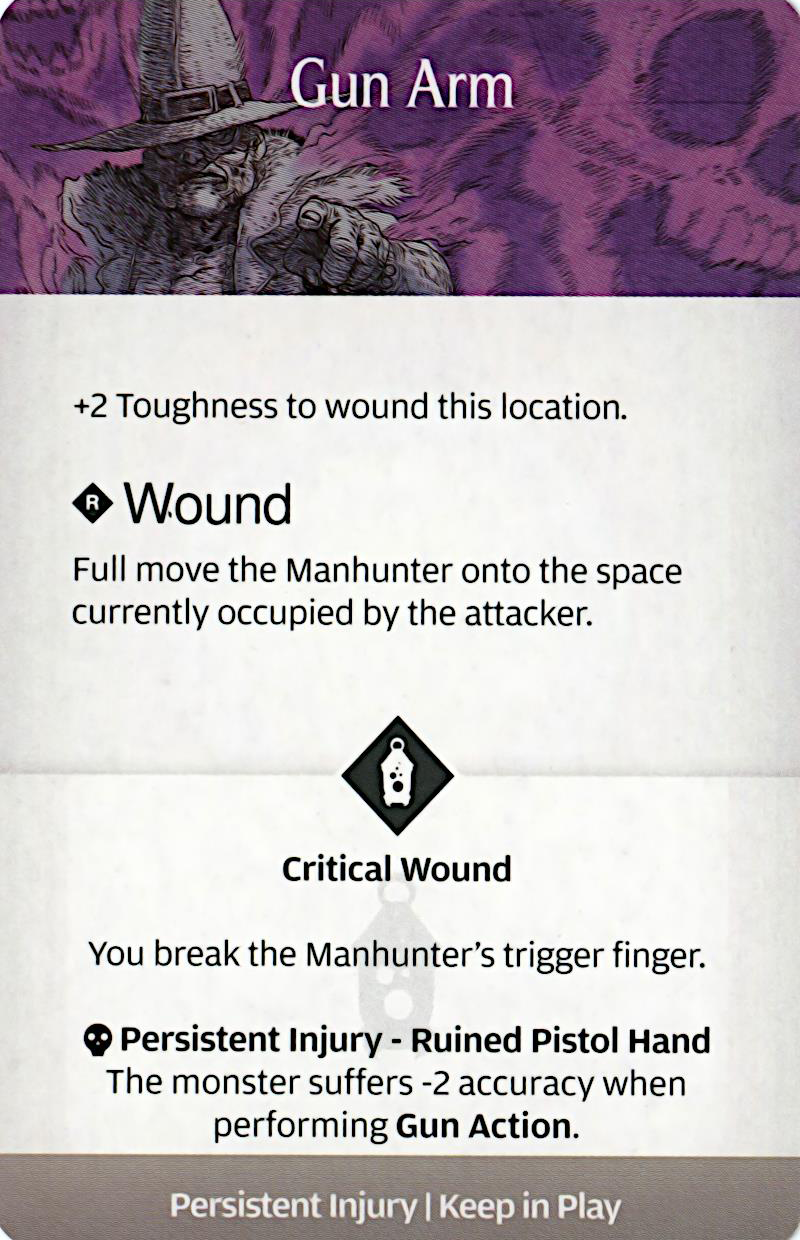 Gun Arm
+2 Toughness to wound this location.
R Wound
Full move the Manhunter onto the space
currently occupied by the attacker.
Critical Wound
You break the Manhunter’s trigger finger.
Persistent Injury - Ruined Pistol Hand
The monster suffers -2 accuracy when
performing Gun Action.
Persistent Injury | Keep in Play